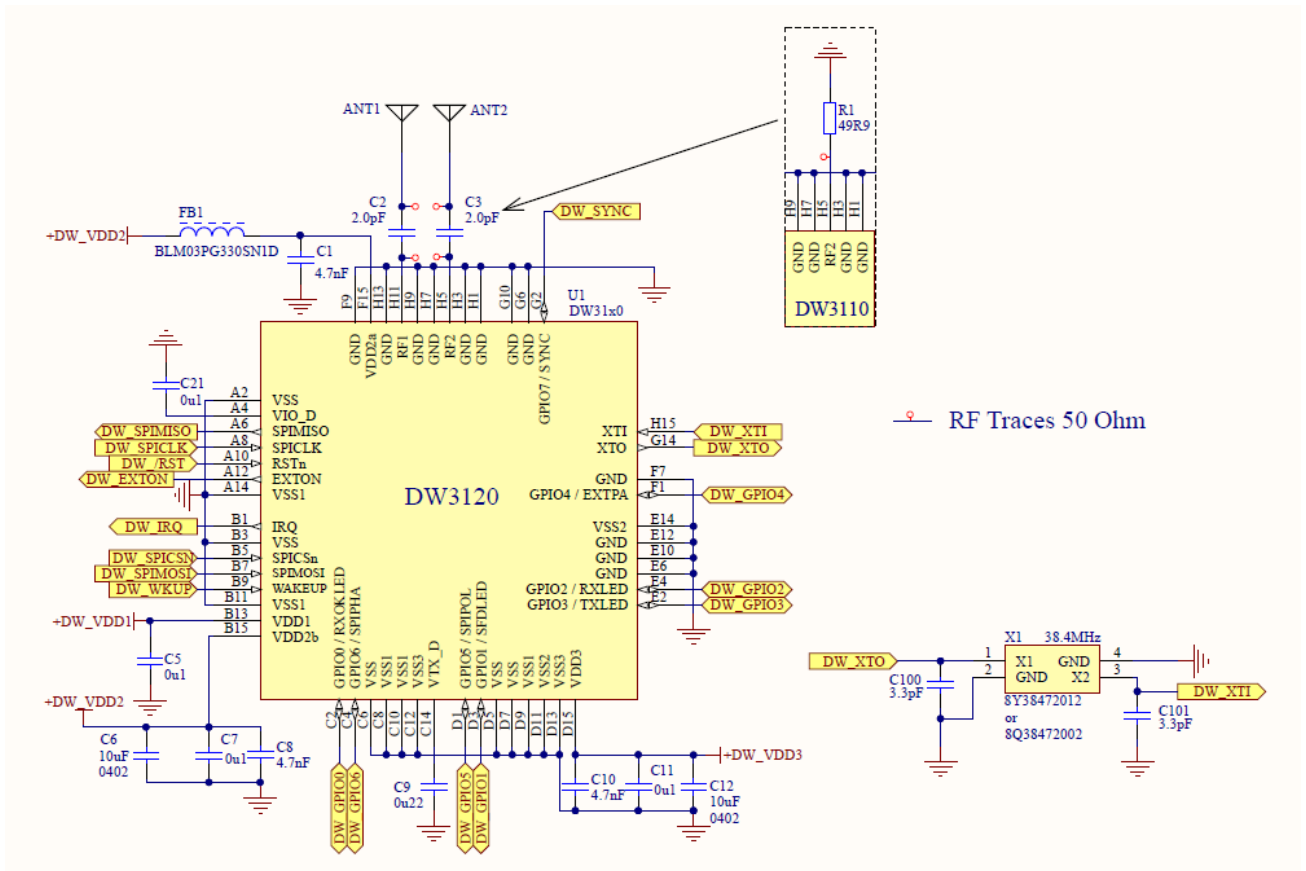 ANT1
ANT2
R1
49R9
H9
H7
H5
H3
H1
GND
GND
RF2
GND
GND
DW3110
C2
2.0pF
C3
2.0pF
DW_SYNC
FB1
+DW_VDD2
BLM03PG330SN1D
C1
4.7nF
F9
F15
H13
H11
H9
H7
H5
H3
H1
G10
G6
G2
U1
DW31x0
GND
VDD2a
GND
RF1
GND
GND
RF2
GND
GND
GND
GND
GPIO7 / SYNC
C21
0u1
A2
VSS
A4
VIO_D
DW_SPIMISO
A6
SPIMISO
DW_SPICLK
A8
SPICLK
DW_/RST
A10
RSTn
DW_EXTON
A12
EXTON
A14
VSS1
DW_IRQ
B1
IRQ
B3
VSS
DW_SPICSN
B5
SPICSn
DW_SPIMOSI
B7
SPIMOSI
DW_WKUP
B9
WAKEUP
B11
VSS1
+DW_VDD1
B13
VDD1
B15
VDD2b
DW3120
XTI
H15
DW_XTI
XTO
G14
DW_XTO
GND
F7
GPIO4 / EXTPA
F1
DW_GPIO4
VSS2
E14
GND
E12
GND
E10
GND
E6
GPIO2 / RXLED
E4
DW_GPIO2
GPIO3 / TXLED
E2
DW_GPIO3
RF Traces 50 Ohm
GPIO0 / RXOKLED
GPIO6 / SPIPHA
VSS
VSS1
VSS1
VSS3
VTX_D
GPIO5 / SPIPOL
GPIO1 / SFDLED
VSS
VSS
VSS1
VSS2
VSS3
VDD3
C2
C4
C6
C8
C10
C12
C14
D1
D3
D5
D7
D9
D11
D13
D15
C5
0u1
+DW_VDD2
C6
10uF
0402
C7
0u1
C8
4.7nF
DW_GPIO0
DW_GPIO6
C9
0u22
DW_GPIO5
DW_GPIO1
+DW_VDD3
C10
4.7nF
C11
0u1
C12
10uF
0402
X1
38.4MHz
DW_XTO
1
X1
GND
4
2
GND
X2
3
DW_XTI
C100
3.3pF
8Y38472012
or
8Q38472002
C101
3.3pF